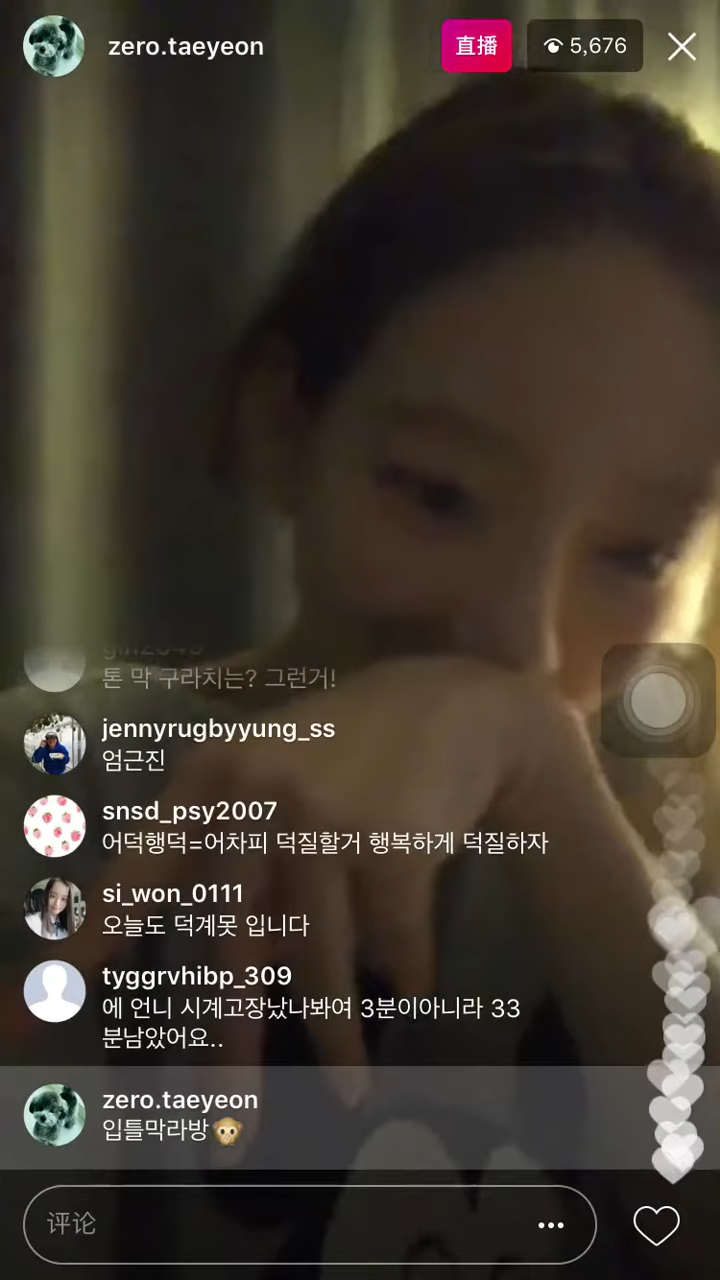 zero.taeyeon
直播
5,676
톤 막 구라치는? 그런거!
jennyrugbyyung_ss
엄근진
snsd_psy2007
어덕행덕=어차피 덕질할거 행복하게 덕질하자
si_won_0111
오늘도 덕계못 입니다
tyggrvhibp_309
에 언니 시계고장났나봐여 3분이아니라 33
분남았어요..
zero.taeyeon
입틀막라방🙊
评论